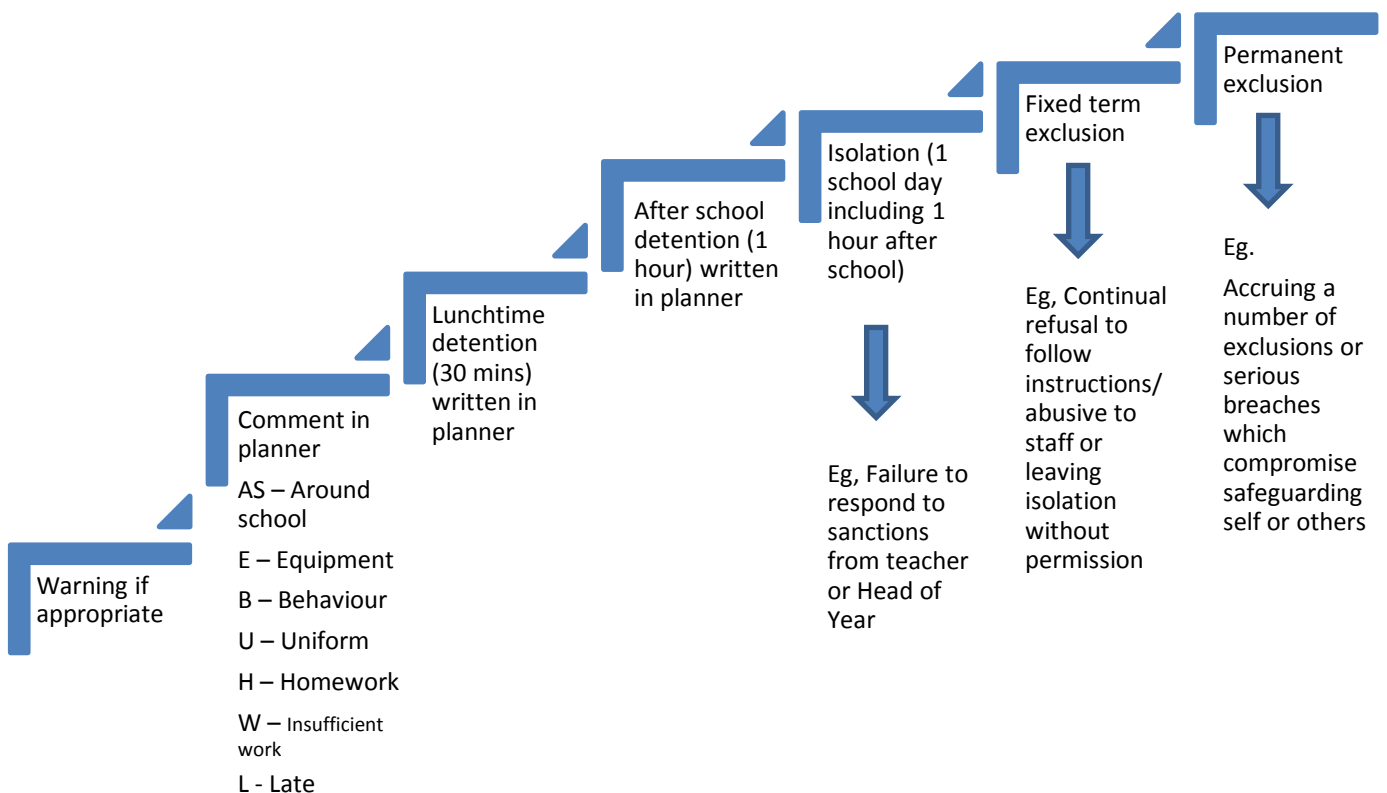 Warning if
appropriate
Comment in
planner
AS – Around
school
E – Equipment
B – Behaviour
U – Uniform
H – Homework
W – Insufficient
work
L - Late
Lunchtime
detention
(30 mins)
written in
planner
After school
detention (1
hour) written
in planner
Isolation (1
school day
including 1
hour after
school)
Eg, Failure to
respond to
sanctions
from teacher
or Head of
Year
Fixed term
exclusion
Eg, Continual
refusal to
follow
instructions/
abusive to
staff or
leaving
isolation
without
permission
Permanent
exclusion
Eg.
Accruing a
number of
exclusions or
serious
breaches
which
compromise
safeguarding
self or others